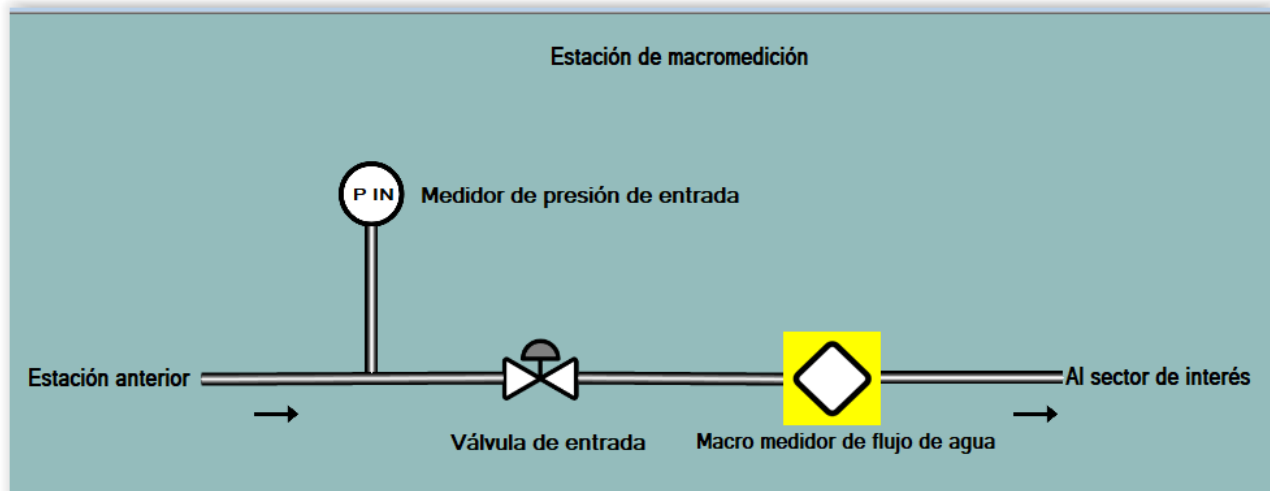 Estación de macromedición
P IN
Medidor de presión de entrada
Estación anterior
Al sector de interés
Válvula de entrada
Macro medidor de flujo de agua